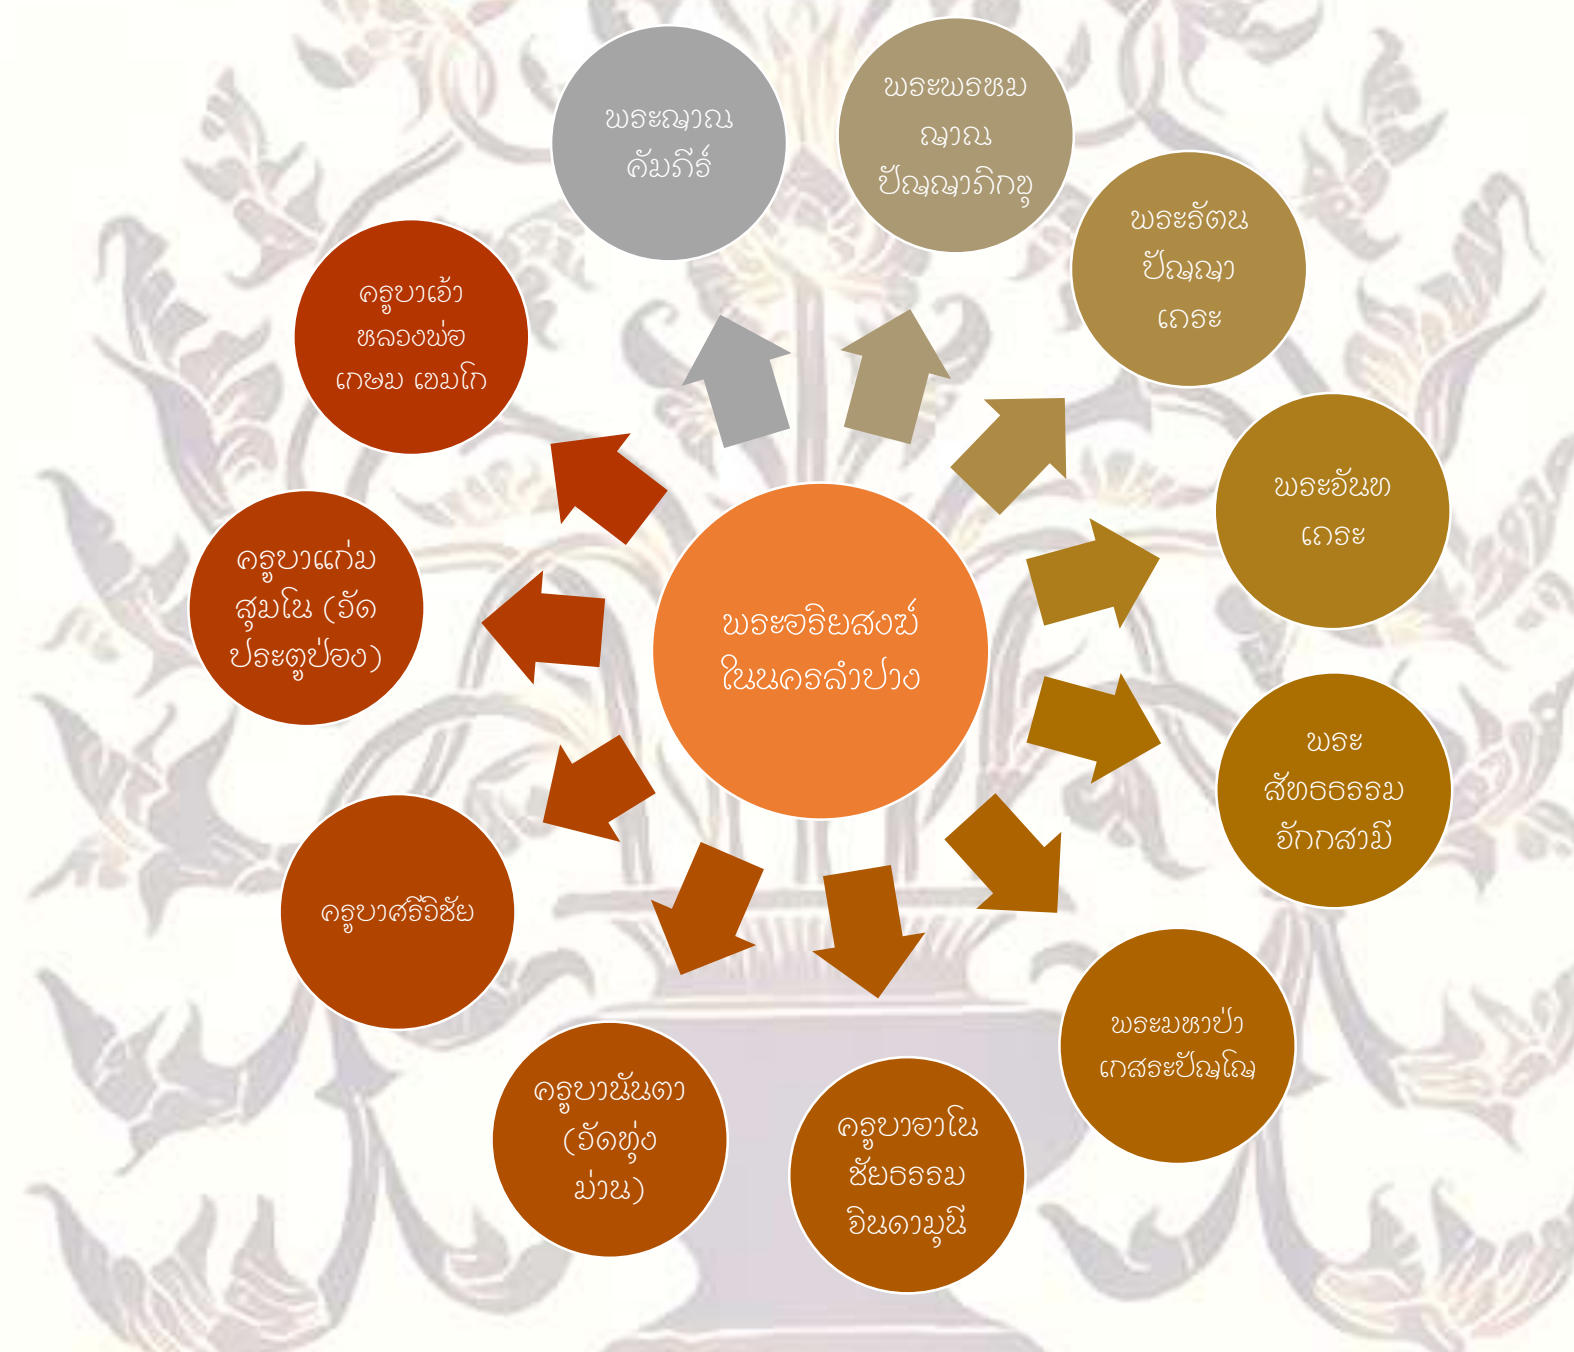 พระญาณ
คัมภีร์
พระพรหม
ญาณ
ปัญญาภิกขุ
พระรัตน
ปัญญา
เถระ
พระจันท
เถระ
พระ
สัทธรรม
จักกสามี
พระมหาป่า
เกสระปัญโญ
ครูบาอาโน
ชัยธรรม
จินดามุนี
ครูบานันตา
(วัดทุ่ง
ม่าน)
ครูบาศรีวิชัย
ครูบาแก่ม
สุมโน (วัด
ประตูป่อง)
ครูบาเจ้า
หลวงพ่อ
เกษม เขมโก
พระอริยสงฆ์
ในนครลำปาง